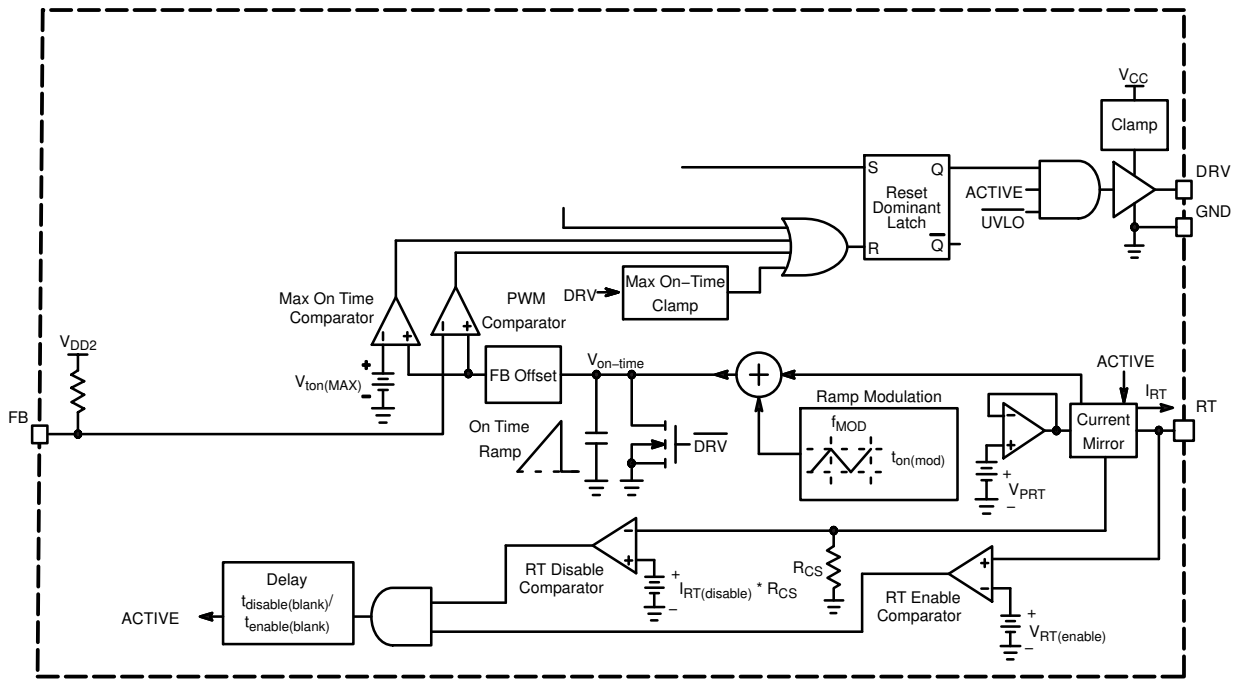 VCC
Clamp
DRV
GND
S
Q
Reset
Dominant
Latch
R
Q
ACTIVE
UVLO
Max On Time
Comparator
PWM
Comparator
DRV
Max On-Time
Clamp
VDD2
FB
Vton(MAX)
+
-
-
+
-
+
FB Offset
Von-time
+
On Time
Ramp
DRV
Ramp Modulation
fMOD
ton(mod)
-
+
+
VPRT
-
ACTIVE
IRT
RT
Current
Mirror
RT Disable
Comparator
-
+
+
IRT(disable) * RCS
-
RCS
RT Enable
Comparator
+
-
+
VRT(enable)
-
Delay
tdisable(blank)/
tenable(blank)
ACTIVE